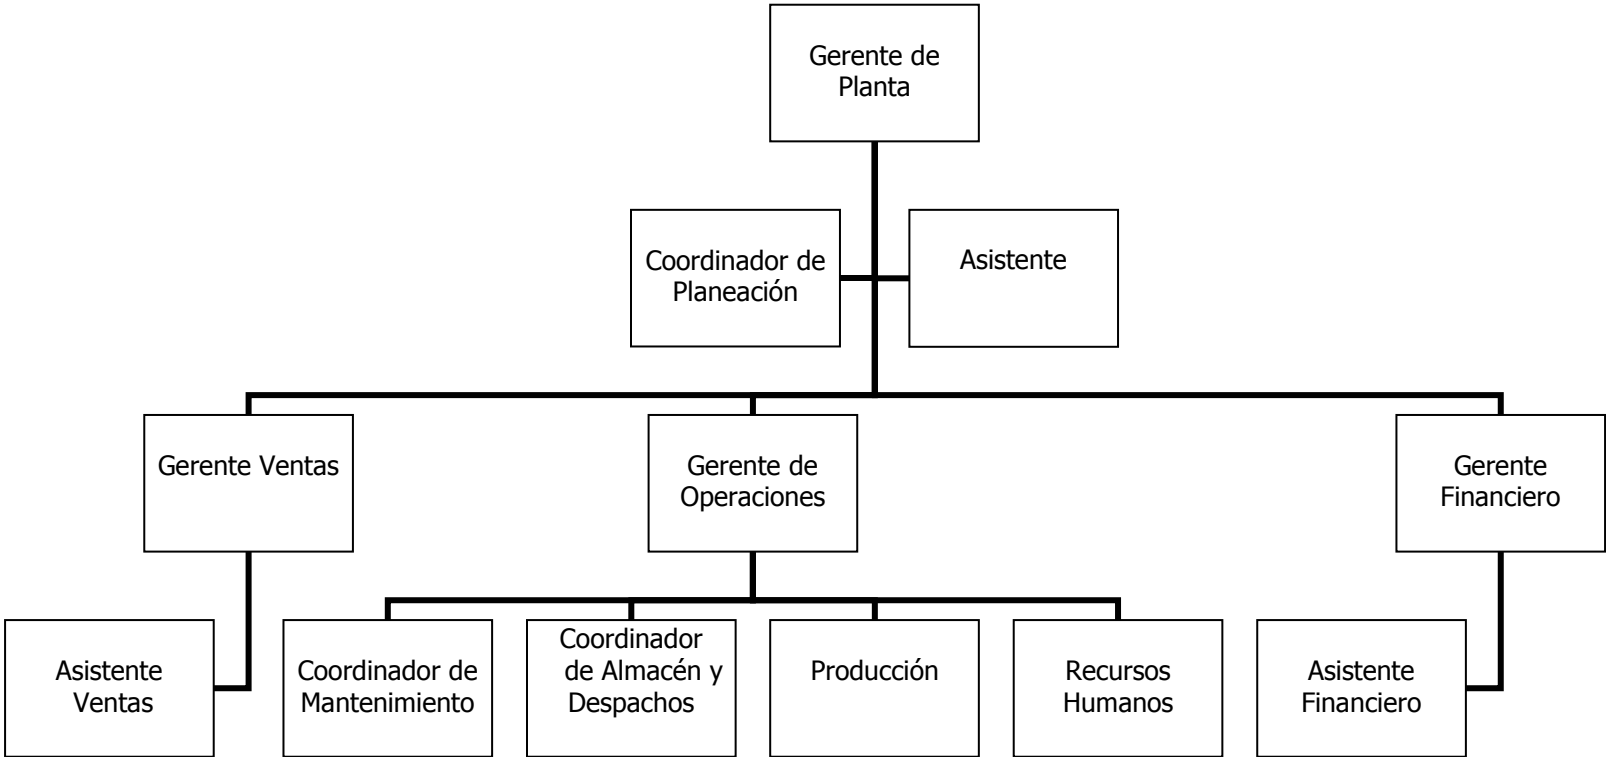 Gerente de
Planta
Coordinador de
Planeación
Asistente
Gerente Ventas
Gerente de
Operaciones
Gerente
Financiero
Asistente
Ventas
Coordinador de
Mantenimiento
Coordinador
de Almacén y
Despachos
Producción
Recursos
Humanos
Asistente
Financiero